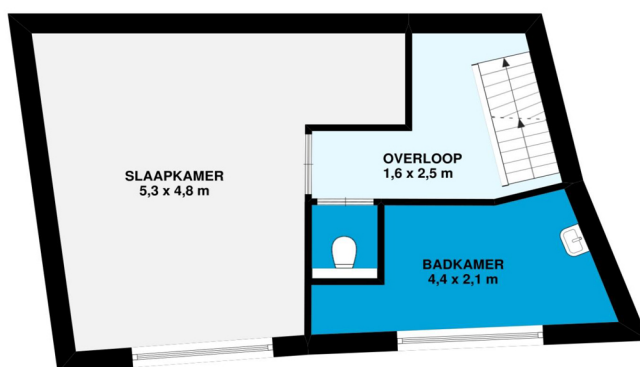 SLAAPKAMER
5,3 x 4,8 m
OVERLOOP
1,6 x 2,5 m
BADKAMER
4,4 x 2,1 m